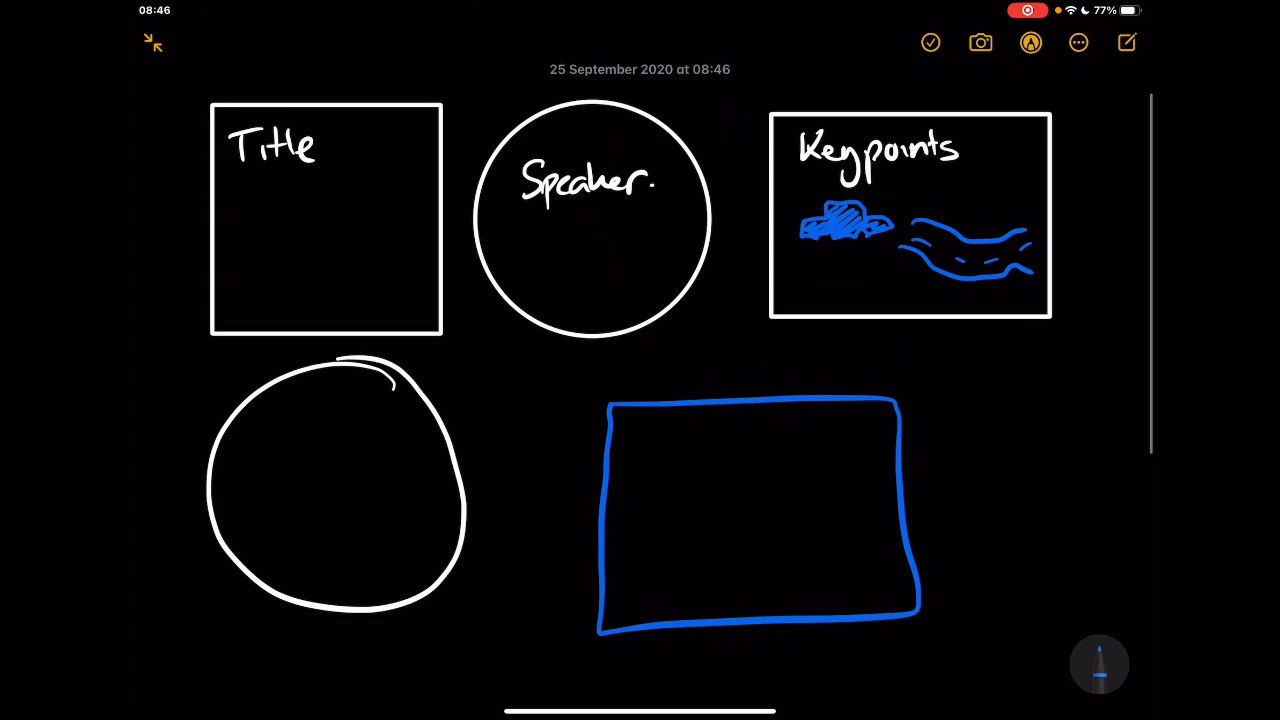 08:46
77%
25 September 2020 at 08:46
Title
Speaker.
Keypoints